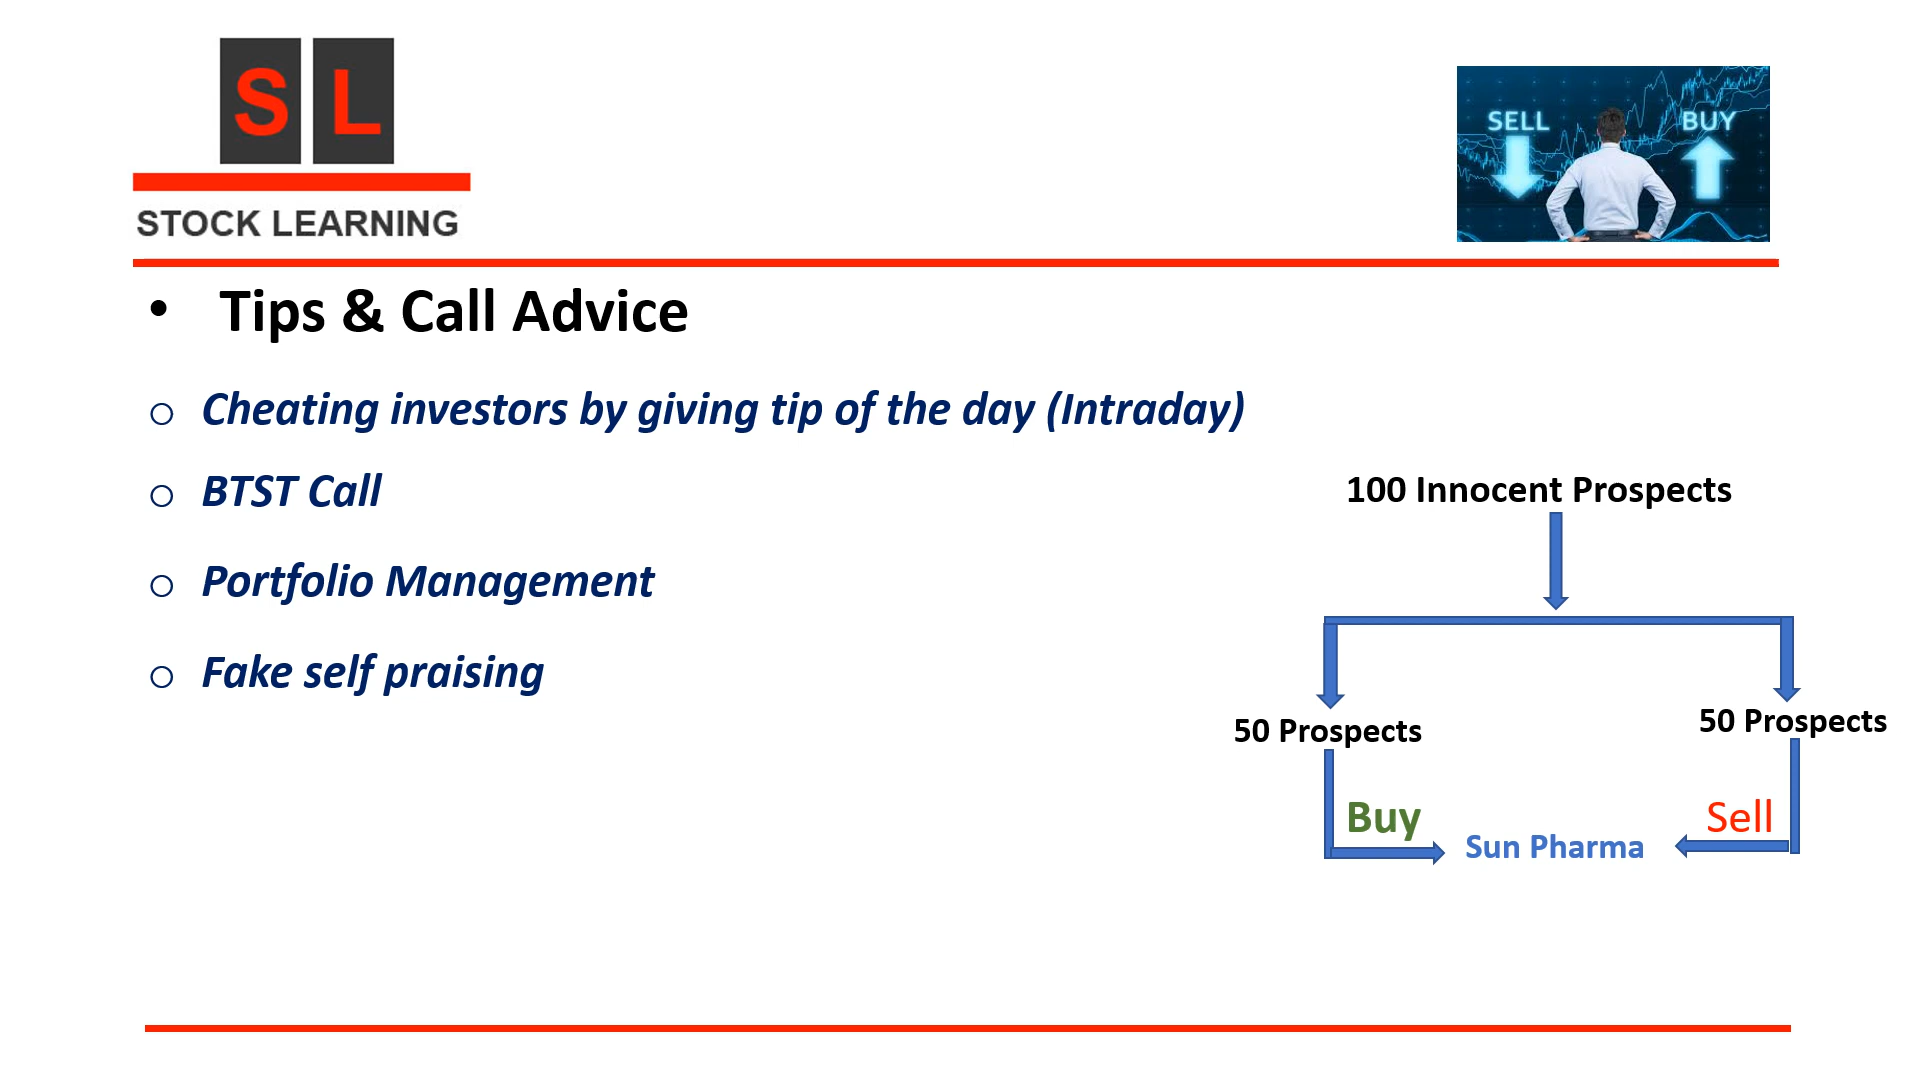 SL
STOCK LEARNING
SELL
BUY
• Tips & Call Advice
o Cheating investors by giving tip of the day (Intraday)
o BTST Call
o Portfolio Management
o Fake self praising
100 Innocent Prospects
50 Prospects
50 Prospects
Buy
Sell
Sun Pharma